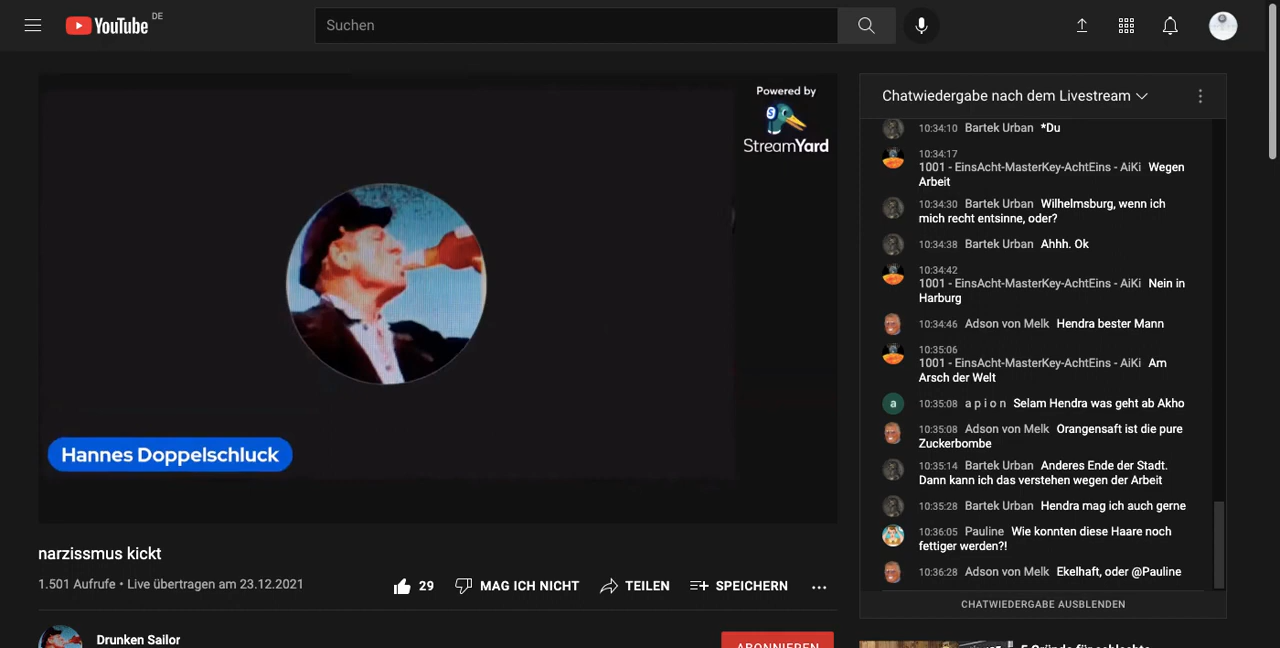 YouTube DE
Suchen
Powered by
S
StreamYard
Hannes Doppelschluck
narzissmus kickt
1.501 Aufrufe • Live übertragen am 23.12.2021
29
MAG ICH NICHT
TEILEN
SPEICHERN
Drunken Sailor
ABONNIEREN
Chatwiedergabe nach dem Livestream
10:34:10 Bartek Urban *Du
10:34:17
1001 - EinsAcht-MasterKey-AchtEins - AiKi Wegen
Arbeit
10:34:30 Bartek Urban Wilhelmsburg, wenn ich
mich recht entsinne, oder?
10:34:38 Bartek Urban Ahhh. Ok
10:34:42
1001 - EinsAcht-MasterKey-AchtEins - AiKi Nein in
Harburg
10:34:46 Adson von Melk Hendra bester Mann
10:35:06
1001 - EinsAcht-MasterKey-AchtEins - AiKi Am
Arsch der Welt
a
10:35:08 a p i o n Selam Hendra was geht ab Akho
10:35:08 Adson von Melk Orangensaft ist die pure
Zuckerbombe
10:35:14 Bartek Urban Anderes Ende der Stadt.
Dann kann ich das verstehen wegen der Arbeit
10:35:28 Bartek Urban Hendra mag ich auch gerne
10:36:05 Pauline Wie konnten diese Haare noch
fettiger werden?!
10:36:28 Adson von Melk Ekelhaft, oder @Pauline
CHATWIEDERGABE AUSBLENDEN
5 Gründe für schlechte